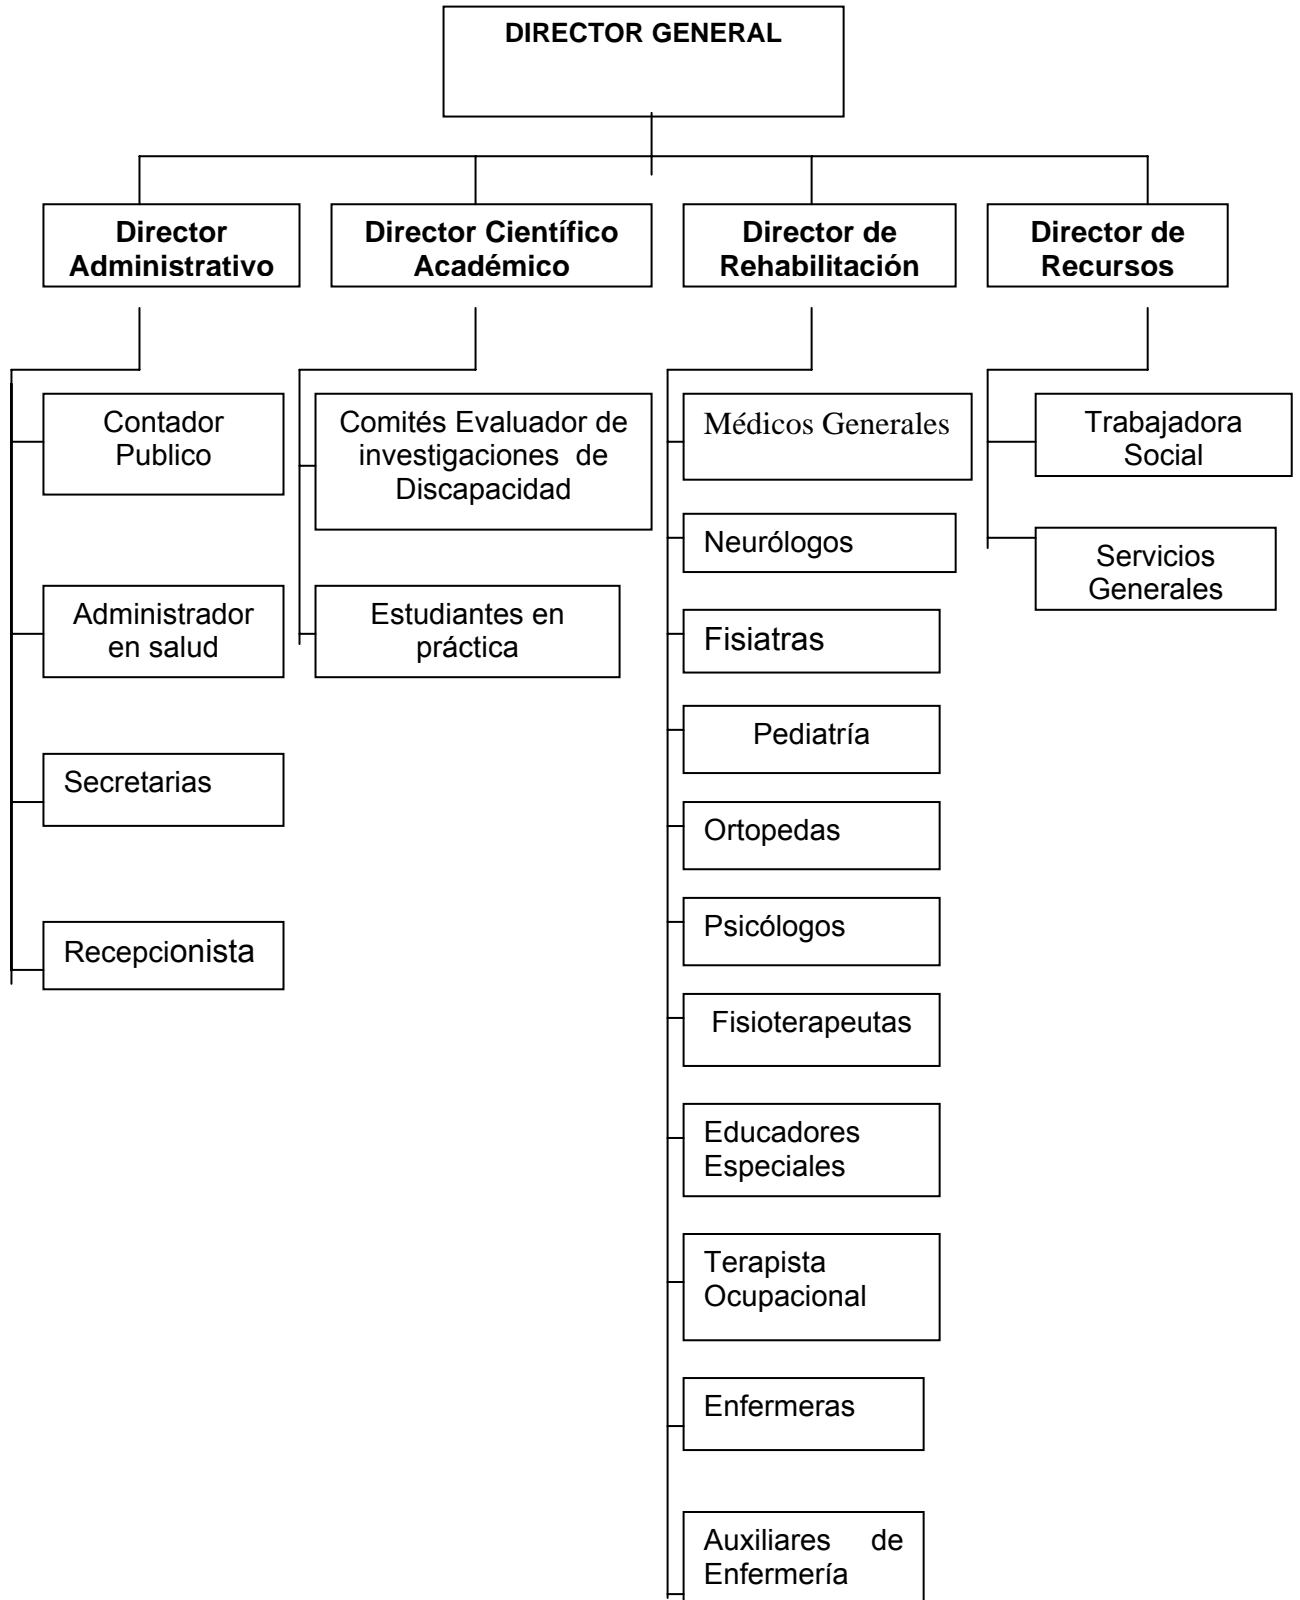 DIRECTOR GENERAL
Director
Administrativo
Director Científico
Académico
Director de
Rehabilitación
Director de
Recursos
Contador
Publico
Administrador
en salud
Secretarias
Recepcionista
Comités Evaluador de
investigaciones de
Discapacidad
Estudiantes en
práctica
Médicos Generales
Neurólogos
Fisiatras
Pediatría
Ortopedas
Psicólogos
Fisioterapeutas
Educadores
Especiales
Terapista
Ocupacional
Enfermeras
Auxiliares de
Enfermería
Trabajadora
Social
Servicios
Generales